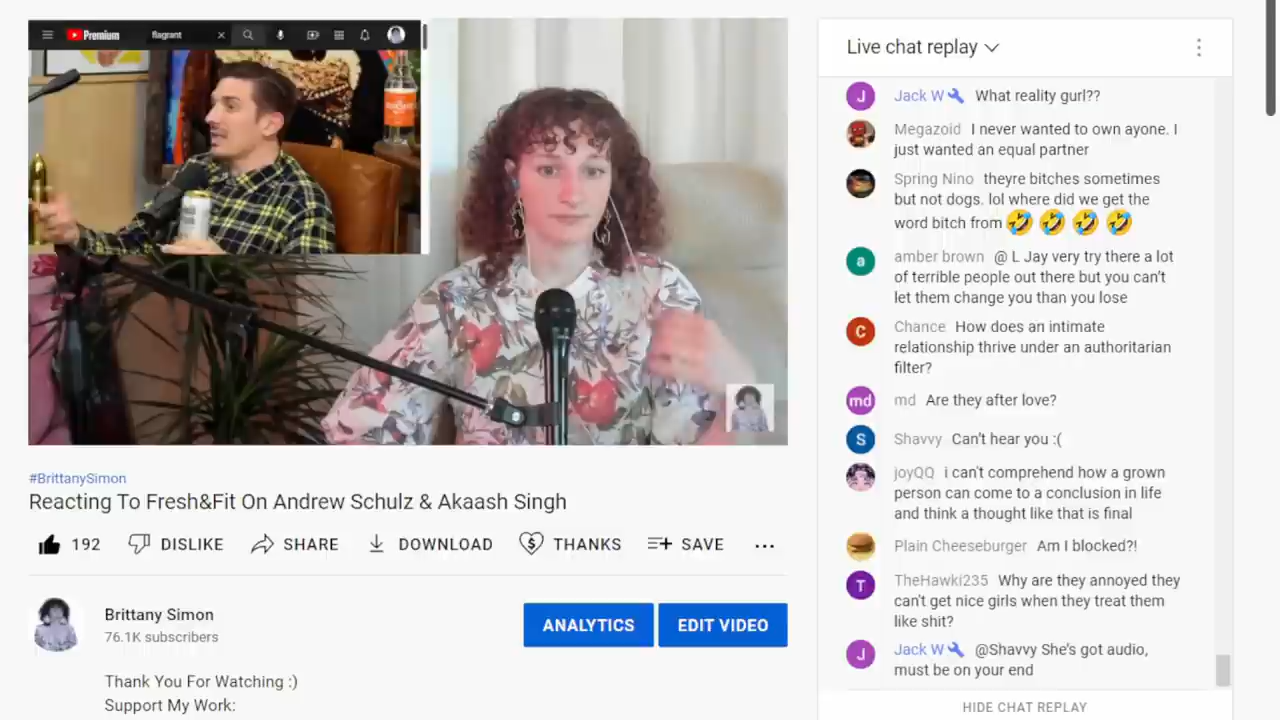 Premium
flagrant
#BrittanySimon
Reacting To Fresh&Fit On Andrew Schulz & Akaash Singh
192
DISLIKE
SHARE
DOWNLOAD
THANKS
SAVE
Brittany Simon
76.1K subscribers
ANALYTICS
EDIT VIDEO
Thank You For Watching :)
Support My Work:
Live chat replay
J
Jack W What reality gurl??
Megazoid I never wanted to own ayone. I
just wanted an equal partner
Spring Nino theyre bitches sometimes
but not dogs. lol where did we get the
word bitch from 🤣 🤣 🤣 🤣
a
amber brown @ L Jay very try there a lot
of terrible people out there but you can't
let them change you than you lose
C
Chance How does an intimate
relationship thrive under an authoritarian
filter?
md
md Are they after love?
S
Shavvy Can't hear you :(
joyQQ i can't comprehend how a grown
person can come to a conclusion in life
and think a thought like that is final
Plain Cheeseburger Am I blocked?!
T
TheHawki235 Why are they annoyed they
can't get nice girls when they treat them
like shit?
J
Jack W @Shavvy She's got audio,
must be on your end
HIDE CHAT REPLAY